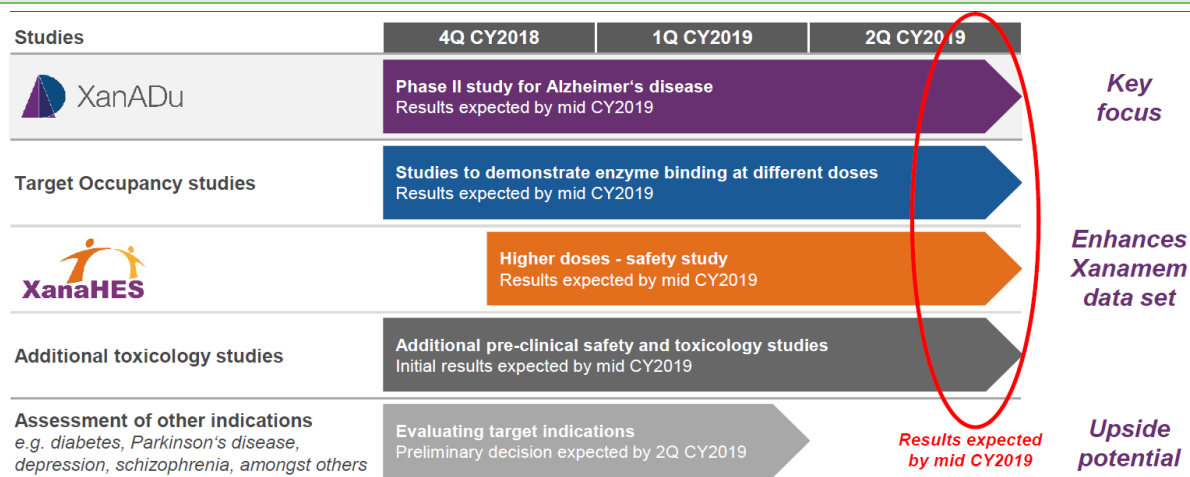 Studies
4Q CY2018
1Q CY2019
2Q CY2019
XanADu
Phase II study for Alzheimer‘s disease
Results expected by mid CY2019
Key
focus
Target Occupancy studies
Studies to demonstrate enzyme binding at different doses
Results expected by mid CY2019
XanaHES
Higher doses - safety study
Results expected by mid CY2019
Enhances
Xanamem
data set
Additional toxicology studies
Additional pre-clinical safety and toxicology studies
Initial results expected by mid CY2019
Assessment of other indications
e.g. diabetes, Parkinson‘s disease,
depression, schizophrenia, amongst others
Evaluating target indications
Preliminary decision expected by 2Q CY2019
Results expected
by mid CY2019
Upside
potential